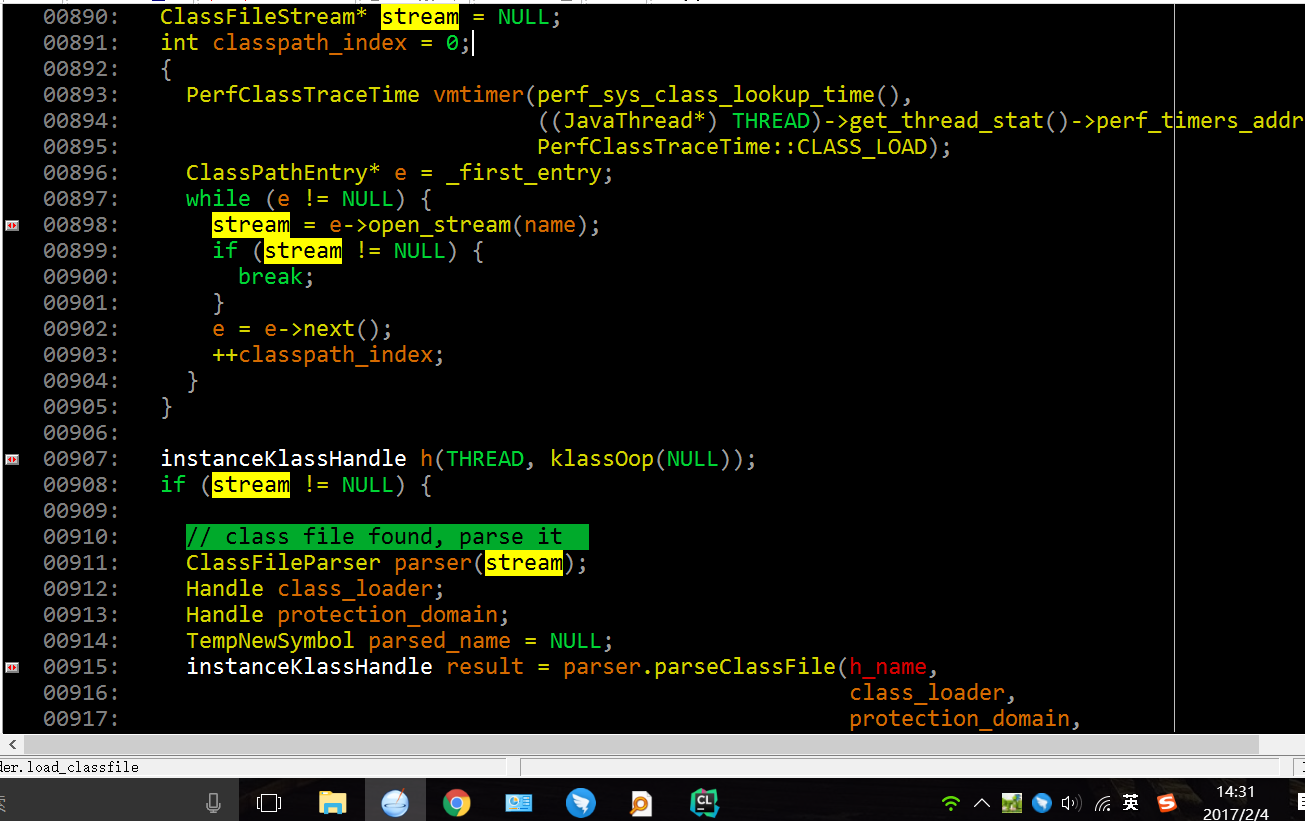 00890:   ClassFileStream* stream = NULL;
00891:   int classpath_index = 0;
00892:   {
00893:     PerfClassTraceTime vmtimer(perf_sys_class_lookup_time(),
00894:                                ((JavaThread*) THREAD)->get_thread_stat()->perf_timers_addr
00895:                                PerfClassTraceTime::CLASS_LOAD);
00896:     ClassPathEntry* e = _first_entry;
00897:     while (e != NULL) {
00898:       stream = e->open_stream(name);
00899:       if (stream != NULL) {
00900:         break;
00901:       }
00902:       e = e->next();
00903:       ++classpath_index;
00904:     }
00905:   }
00906:
00907:   instanceKlassHandle h(THREAD, klassOop(NULL));
00908:   if (stream != NULL) {
00909:
00910:     // class file found, parse it
00911:     ClassFileParser parser(stream);
00912:     Handle class_loader;
00913:     Handle protection_domain;
00914:     TempNewSymbol parsed_name = NULL;
00915:     instanceKlassHandle result = parser.parseClassFile(h_name,
00916:                                                        class_loader,
00917:                                                        protection_domain,
der.load_classfile
CL
英
S
14:31
2017/2/4